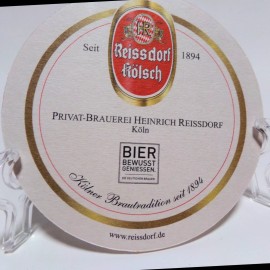 Seit 1894
Reissdorf
Kölsch
PRIVAT-BRAUEREI HEINRICH REISSDORF
Köln
BIER
BEWUSST
GENIESSEN.
Kölner Brautradition seit 1894
www.reissdorf.de